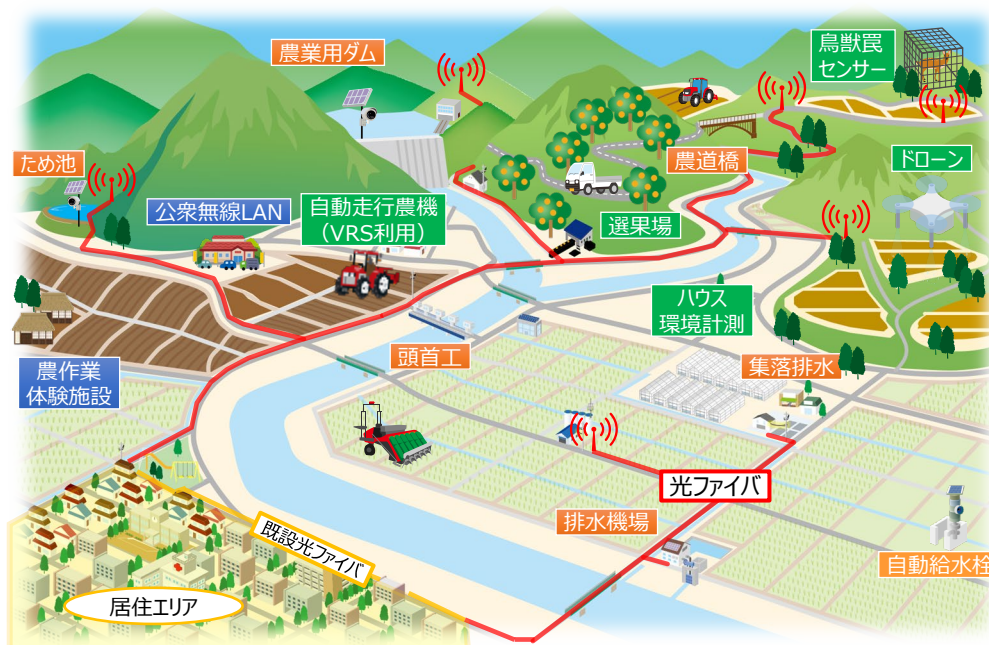 農業用ダム
鳥獣罠
センサー
ため池
農道橋
ドローン
公衆無線LAN
自動走行農機
（VRS利用）
選果場
ハウス
環境計測
頭首工
集落排水
農作業
体験施設
光ファイバ
排水機場
既設光ファイバ
自動給水栓
居住エリア